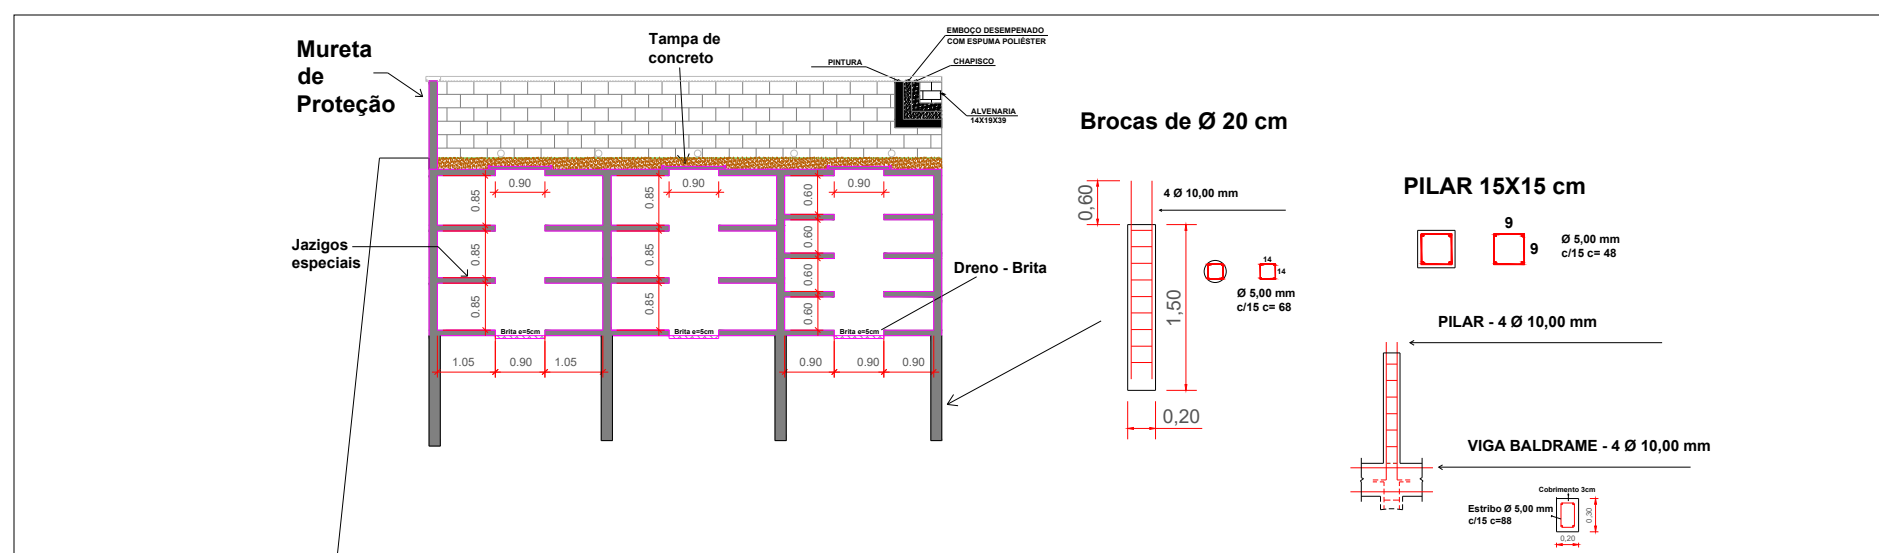 Mureta
de
Proteção
Tampa de
concreto
EMBOÇO DESEMPENADO
COM ESPUMA POLIÉSTER
PINTURA
CHAPISCO
ALVENARIA
14X19X39
Jazigos
especiais
Dreno - Brita
0.90
0.90
0.90
0.85
0.85
0.85
0.85
0.85
0.85
0.60
0.60
0.60
0.60
Brita e=5cm
Brita e=5cm
Brita e=5cm
1.05
0.90
1.05
0.90
0.90
0.90
Brocas de Ø 20 cm
0,60
4 Ø 10,00 mm
1,50
0,20
14
14
Ø 5,00 mm
c/15 c= 68
PILAR 15X15 cm
9
9
Ø 5,00 mm
c/15 c= 48
PILAR - 4 Ø 10,00 mm
VIGA BALDRAME - 4 Ø 10,00 mm
Cobrimento 3cm
Estribo Ø 5,00 mm
c/15 c=88
0,30
0,20